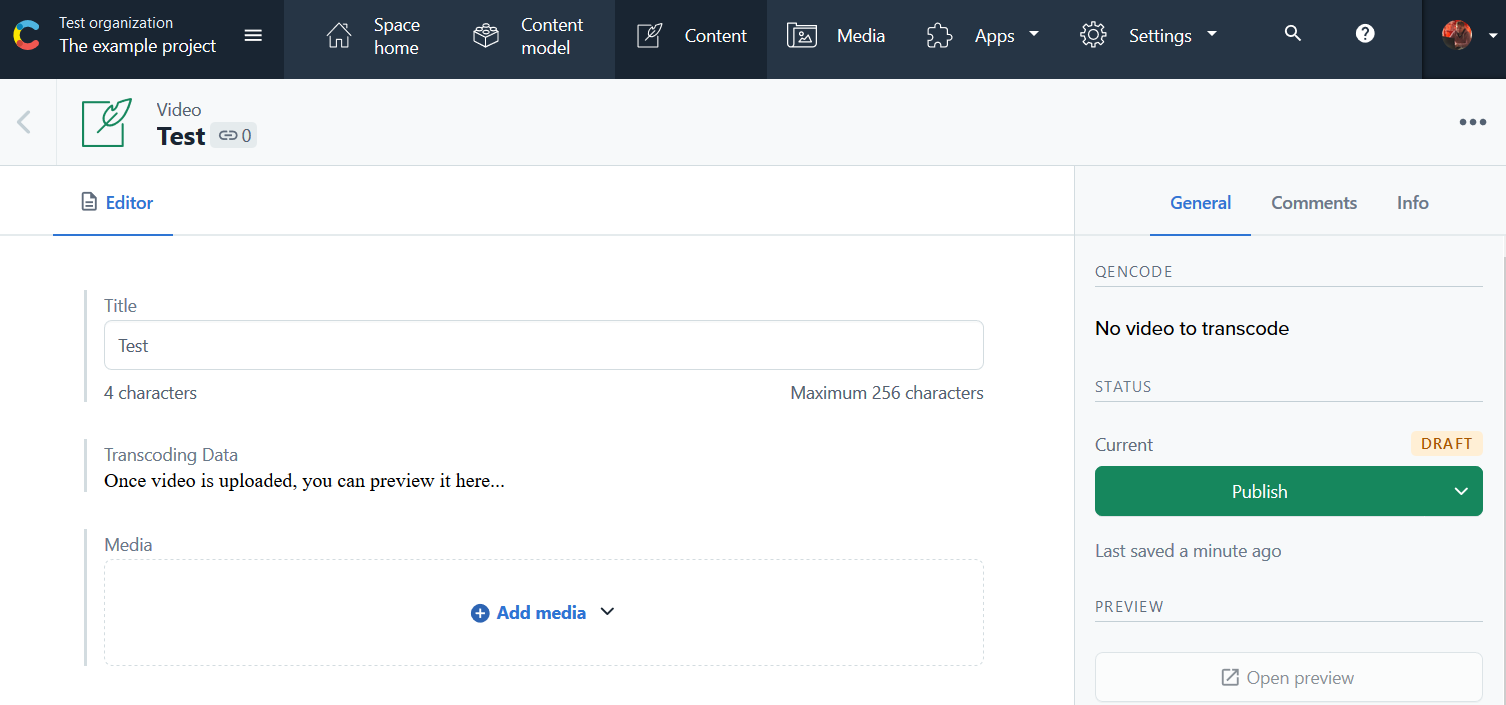 Test organization
The example project
Space home
Content model
Content
Media
Apps
Settings
Video
Test 0
Editor
General Comments Info
Title
Test
4 characters Maximum 256 characters
Transcoding Data
Once video is uploaded, you can preview it here...
Media
Add media
QENCODE
No video to transcode
STATUS
Current DRAFT
Publish
Last saved a minute ago
PREVIEW
Open preview